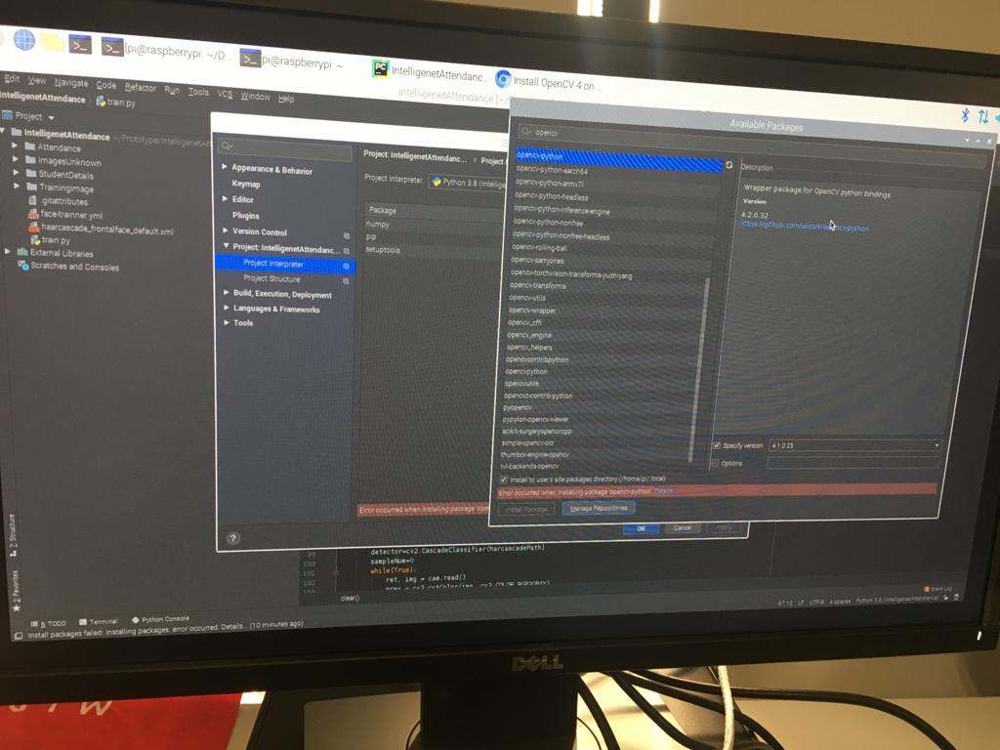 [pi@raspberrypi: ~/D...
pi@raspberrypi: ~
IntelligenetAttendanc...
Install OpenCV 4 on ...
IntelligenetAttendance [~/
Edit View Navigate Code Refactor Run Tools VCS Window Help
IntelligenetAttendance
train.py
Project
IntelligenetAttendance ~/Prototype/IntelligenetAtt
Attendance
ImagesUnknown
StudentDetails
TrainingImage
.gitattributes
face-trainner.yml
haarcascade_frontalface_default.xml
train.py
External Libraries
Scratches and Consoles
Appearance & Behavior
Keymap
Editor
Plugins
Version Control
Project: IntelligenetAttendanc...
Project Interpreter
Project Structure
Build, Execution, Deployment
Languages & Frameworks
Tools
Project: IntelligenetAttendanc... › Project
Project Interpreter: Python 3.8 (Intellige
Package
numpy
pip
setuptools
Error occurred when installing package 'ope
?
OK
Cancel
Apply
Available Packages
opencv
opencv-python
opencv-python-aarch64
opencv-python-armv7l
opencv-python-headless
opencv-python-inference-engine
opencv-python-nonfree
opencv-python-nonfree-headless
opencv-rolling-ball
opencv-samjones
opencv-torchvision-transforms-yuzhiyang
opencv-transforms
opencv-utils
opencv-wrapper
opencv_cffi
opencv_engine
opencv_helpers
opencvcontribpython
opencvpython
opencvutils
opencvz-contrib-python
pyopencv
pypylon-opencv-viewer
scikit-surgeryopencvcpp
simple-opencv-ocr
thumbor-engine-opencv
tvl-backends-opencv
Description
Wrapper package for OpenCV python bindings.
Version
4.2.0.32
https://github.com/skvark/opencv-python
Specify version 4.1.0.25
Options
Install to user's site packages directory (/home/pi/.local)
Error occurred when installing package 'opencv-python'. Details...
Install Package
Manage Repositories
99 detector=cv2.CascadeClassifier(harcascadePath)
100 sampleNum=0
101 while(True):
102 ret, img = cam.read()
gray = cv2.cvtColor(img, cv2.COLOR_BGR2GRAY)
clear()
Z: Structure
2: Favorites
6: TODO
Terminal
Python Console
Event Log
Install packages failed: Installing packages: error occurred. Details... (10 minutes ago)
67:13 LF UTF-8 4 spaces Python 3.8 (IntelligenetAttendance)
DELL